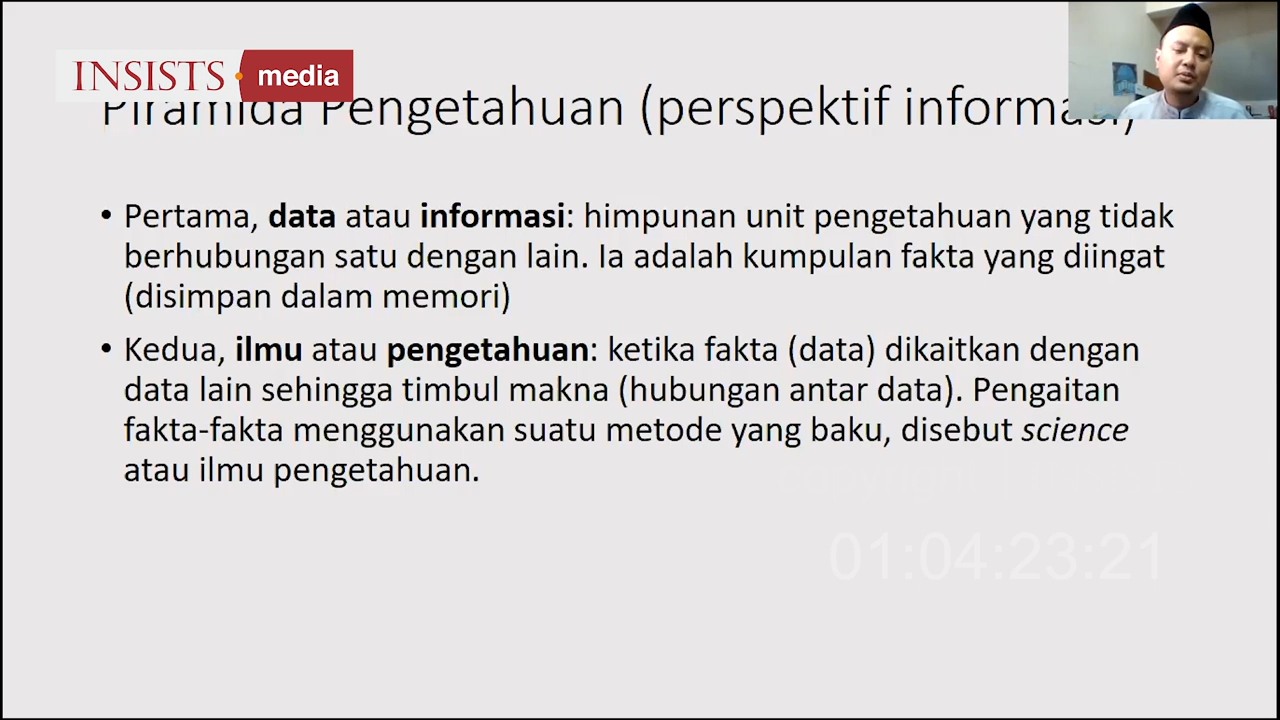 INSISTS media
Piramida Pengetahuan (perspektif informasi)
• Pertama, data atau informasi: himpunan unit pengetahuan yang tidak
berhubungan satu dengan lain. Ia adalah kumpulan fakta yang diingat
(disimpan dalam memori)
• Kedua, ilmu atau pengetahuan: ketika fakta (data) dikaitkan dengan
data lain sehingga timbul makna (hubungan antar data). Pengaitan
fakta-fakta menggunakan suatu metode yang baku, disebut science
atau ilmu pengetahuan.
copyright
01:04:23:21